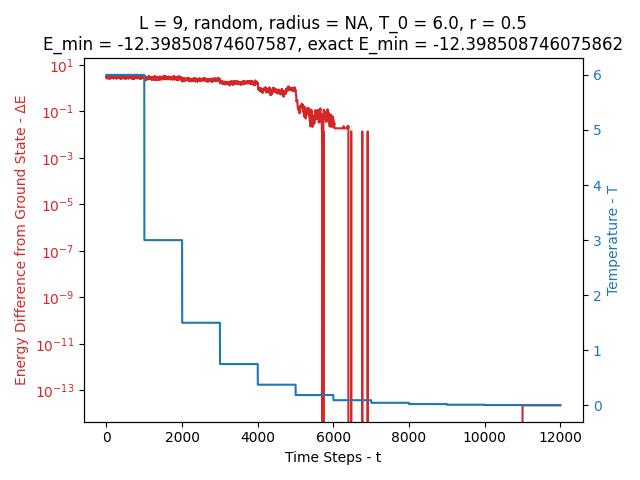 L = 9, random, radius = NA, T_0 = 6.0, r = 0.5
E_min = -12.39850874607587, exact E_min = -12.398508746075862
Energy Difference from Ground State - ΔE
10¹
10⁻¹
10⁻³
10⁻⁵
10⁻⁷
10⁻⁹
10⁻¹¹
10⁻¹³
6
5
4
3
2
1
0
Temperature - T
0 2000 4000 6000 8000 10000 12000
Time Steps - t